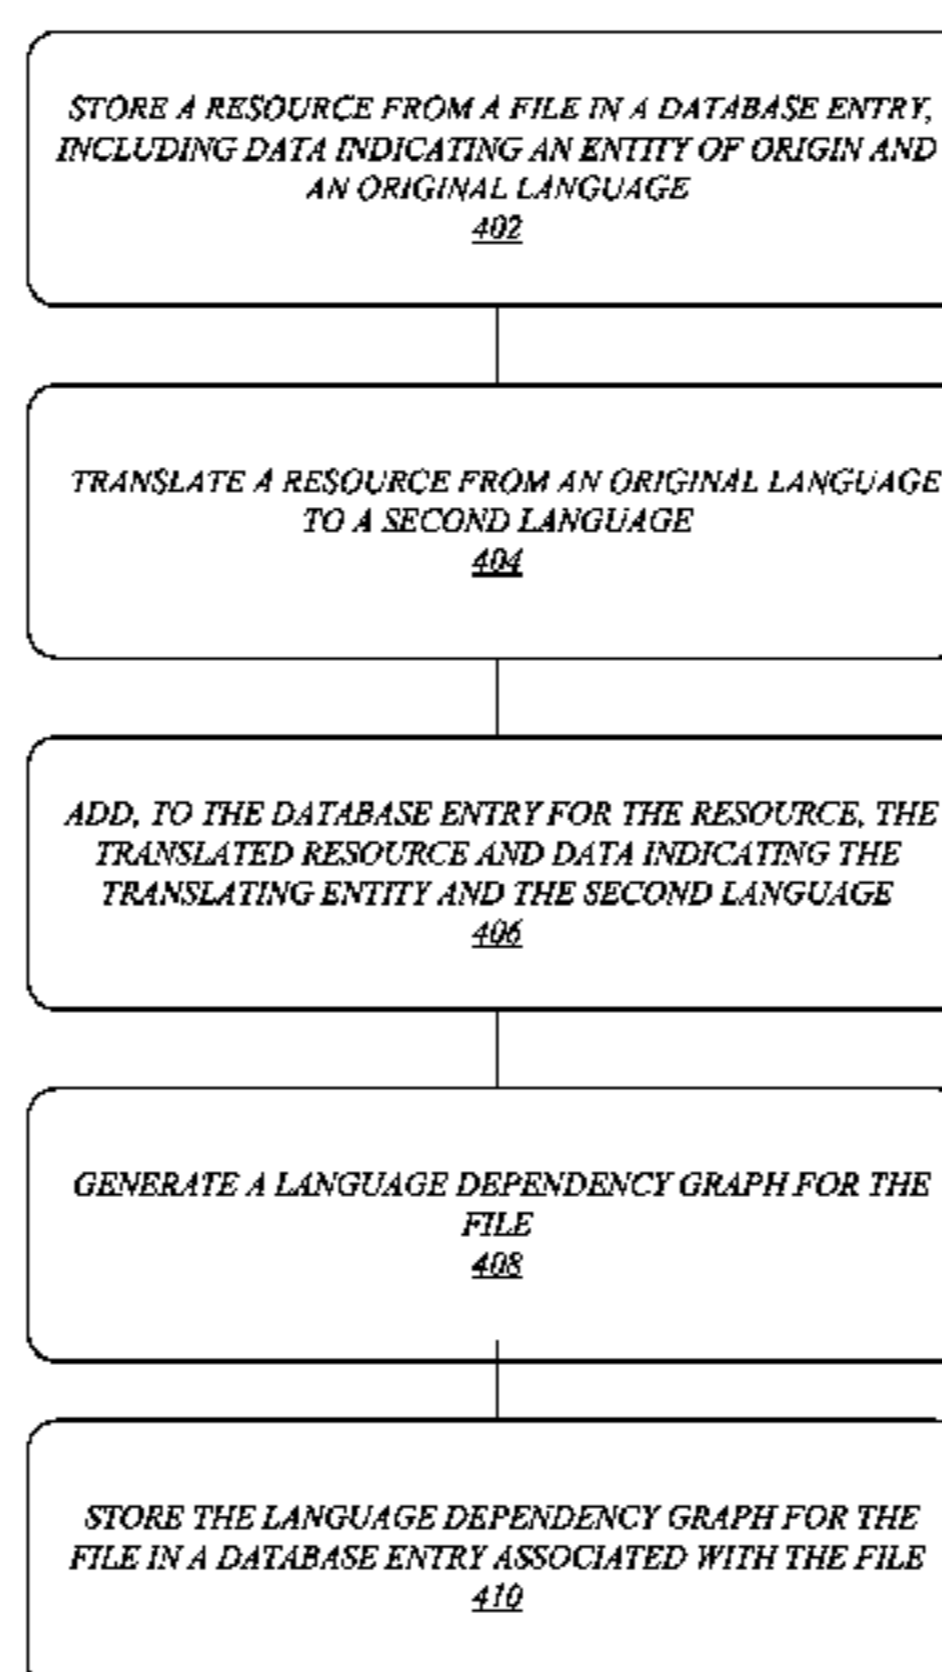 STORE A RESOURCE FROM A FILE IN A DATABASE ENTRY,
INCLUDING DATA INDICATING AN ENTITY OF ORIGIN AND
AN ORIGINAL LANGUAGE
402
TRANSLATE A RESOURCE FROM AN ORIGINAL LANGUAGE
TO A SECOND LANGUAGE
404
ADD, TO THE DATABASE ENTRY FOR THE RESOURCE, THE
TRANSLATED RESOURCE AND DATA INDICATING THE
TRANSLATING ENTITY AND THE SECOND LANGUAGE
406
GENERATE A LANGUAGE DEPENDENCY GRAPH FOR THE
FILE
408
STORE THE LANGUAGE DEPENDENCY GRAPH FOR THE
FILE IN A DATABASE ENTRY ASSOCIATED WITH THE FILE
410